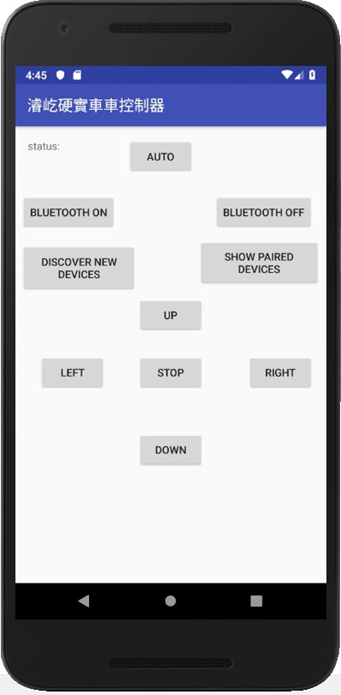 4:45
濬屹硬實車車控制器
status:
AUTO
BLUETOOTH ON
BLUETOOTH OFF
DISCOVER NEW
DEVICES
SHOW PAIRED
DEVICES
UP
LEFT
STOP
RIGHT
DOWN